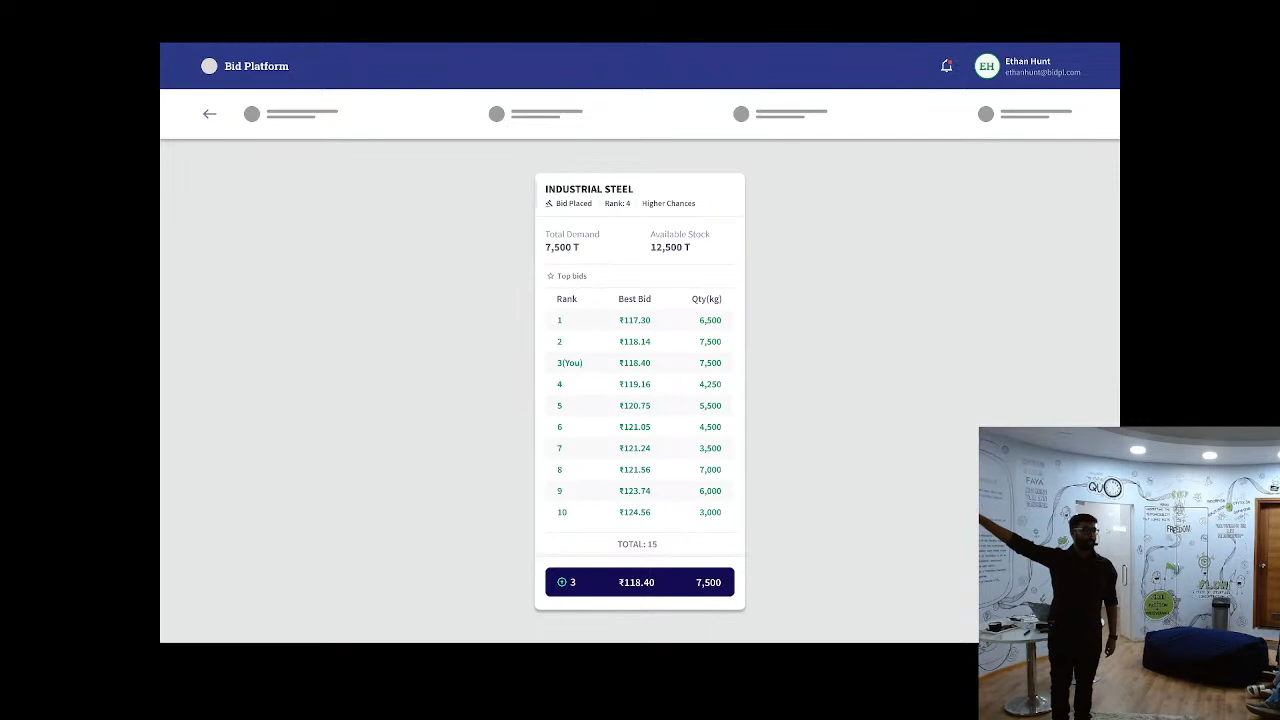 Bid Platform
Ethan Hunt
EH
ethanhunt@bidpl.com
INDUSTRIAL STEEL
Bid Placed Rank: 4 Higher Chances
Total Demand Available Stock
7,500 T 12,500 T
Top bids
Rank Best Bid Qty(kg)
1 ₹117.30 6,500
2 ₹118.14 7,500
3(You) ₹118.40 7,500
4 ₹119.16 4,250
5 ₹120.75 5,500
6 ₹121.05 4,500
7 ₹121.24 3,500
8 ₹121.56 7,000
9 ₹123.74 6,000
10 ₹124.56 3,000
TOTAL: 15
3 ₹118.40 7,500
FAYA
QUO
FREEDOM
FLOW